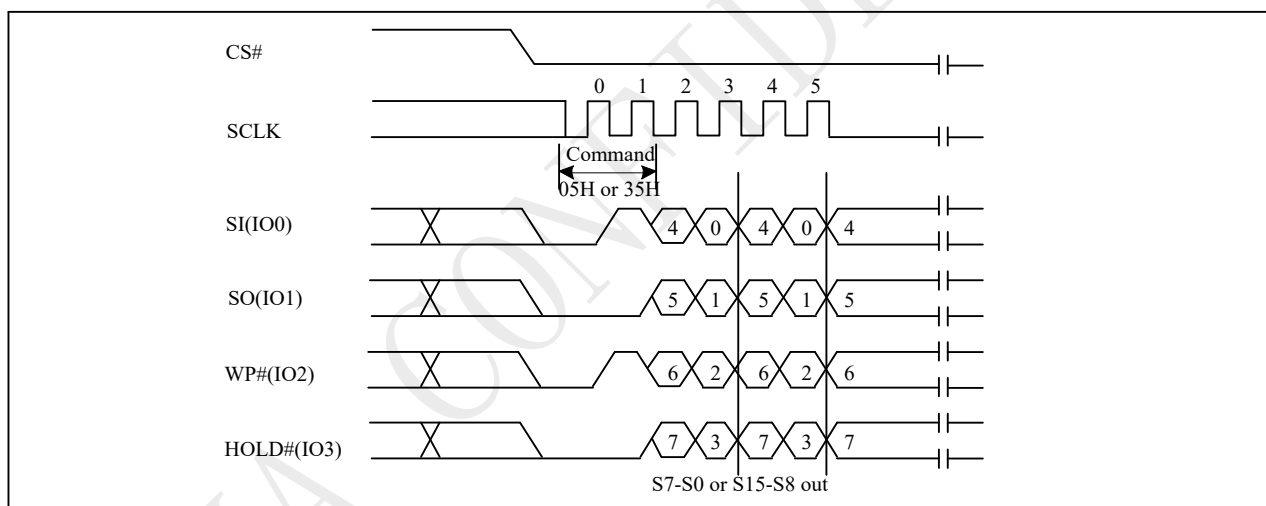 CS#
0 1 2 3 4 5
SCLK
Command
05H or 35H
SI(IO0) 4 0 4 0 4
SO(IO1) 5 1 5 1 5
WP#(IO2) 6 2 6 2 6
HOLD#(IO3) 7 3 7 3 7
S7-S0 or S15-S8 out